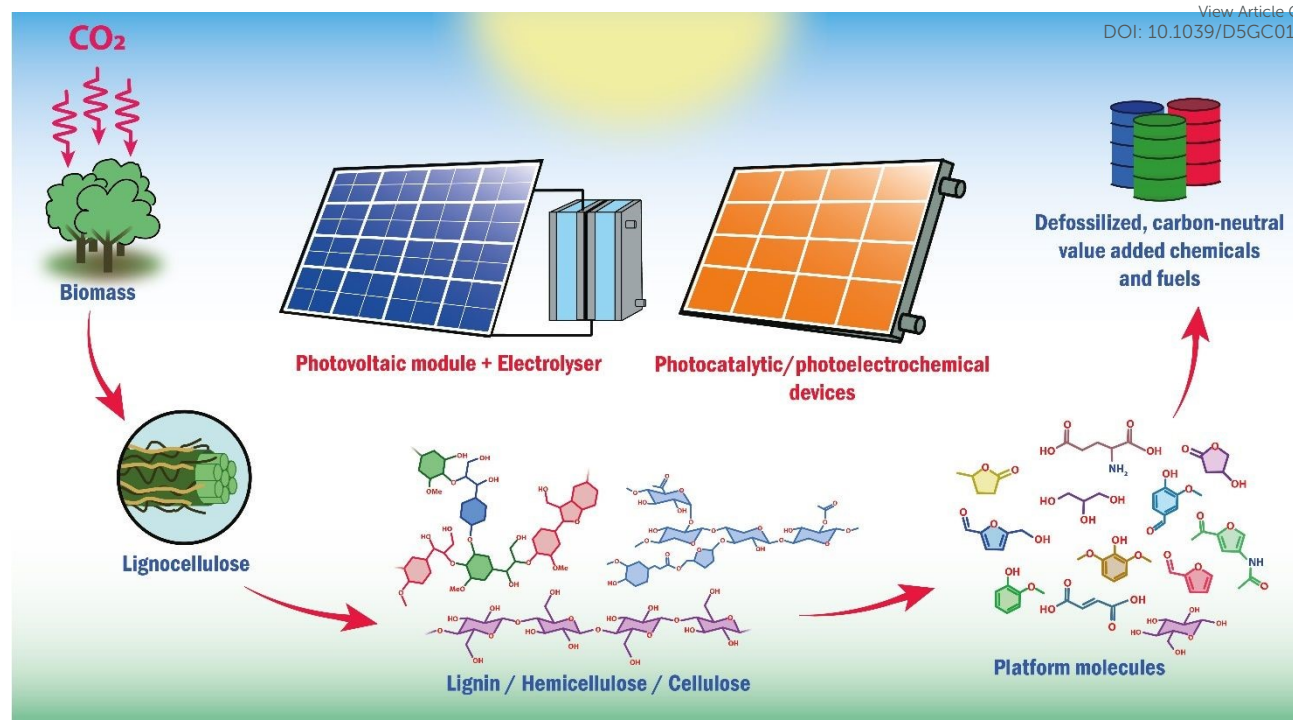 View Article O
DOI: 10.1039/D5GC01
CO₂
Biomass
Photovoltaic module + Electrolyser
Photocatalytic/photoelectrochemical
devices
Defossilized, carbon-neutral
value added chemicals
and fuels
Lignocellulose
Lignin / Hemicellulose / Cellulose
Platform molecules